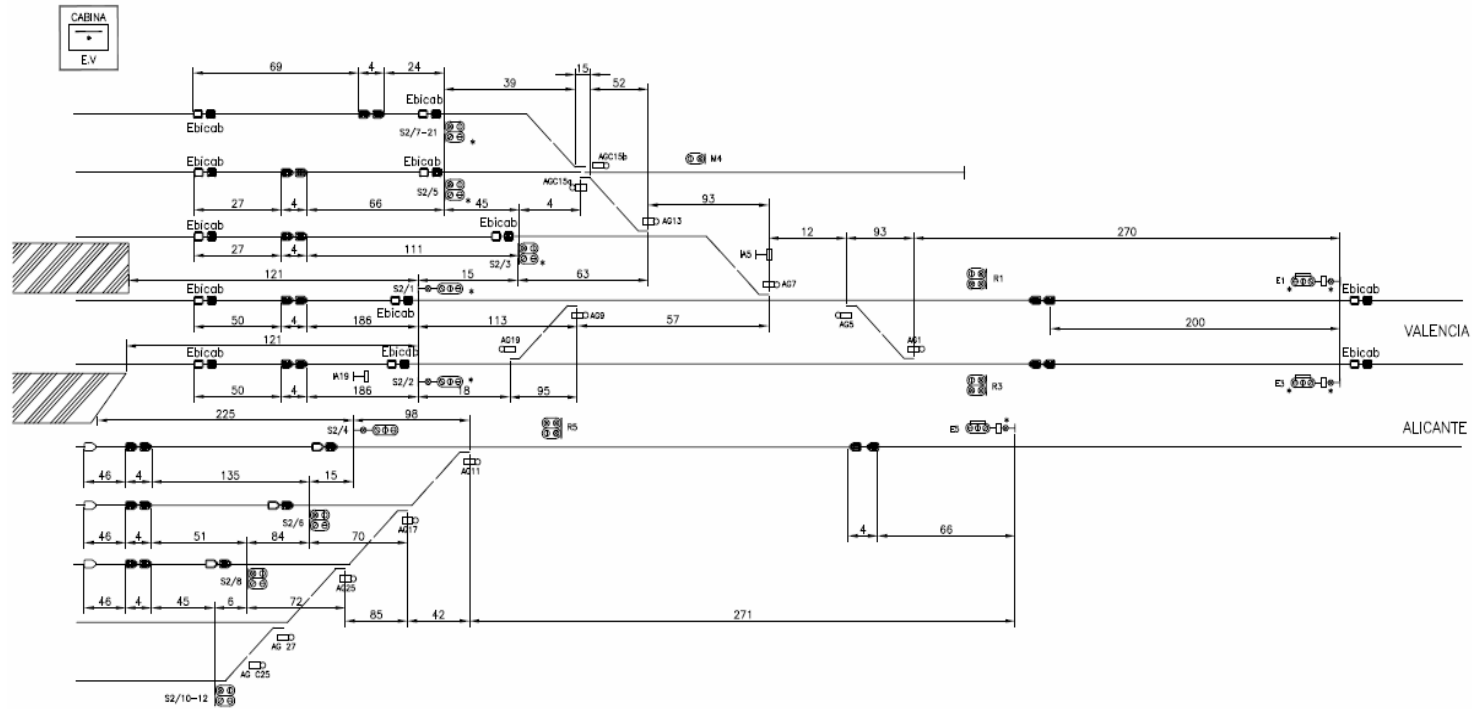 CABINA
E.V
69 4 24 39 15 52
Ebicab
Ebicab
S2/7-21
*
AGC15b
M4
Ebicab
Ebicab
S2/5
*
AGC15a
27 4 66 45 4 93
Ebicab
Ebicab
AG13
12 93 270
27 4 111
S2/3
*
IA5
R1
E1
*
*
Ebicab
121 15 63
S2/1
*
AG7
Ebicab
Ebicab
50 4 186 113
AG9
57
AG5
200
VALENCIA
121
Ebicab
Ebicab
AG19
AG1
Ebicab
IA19
S2/2
*
R3
E3
*
*
50 4 186 18 95
225 98
S2/4
R5
*
ALICANTE
46 4 135 15
AG11
S2/6
AG17
46 4 51 84 70
4 66
S2/8
AG25
46 4 45 6 72
85 42 271
AG 27
AG C25
S2/10-12